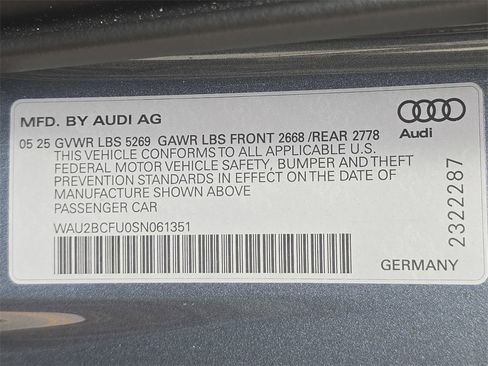 MFD. BY AUDI AG
Audi
05 25 GVWR LBS 5269 GAWR LBS FRONT 2668 /REAR 2778
THIS VEHICLE CONFORMS TO ALL APPLICABLE U.S.
FEDERAL MOTOR VEHICLE SAFETY, BUMPER AND THEFT
PREVENTION STANDARDS IN EFFECT ON THE DATE OF
MANUFACTURE SHOWN ABOVE
PASSENGER CAR
WAU2BCFU0SN061351
2322287
GERMANY